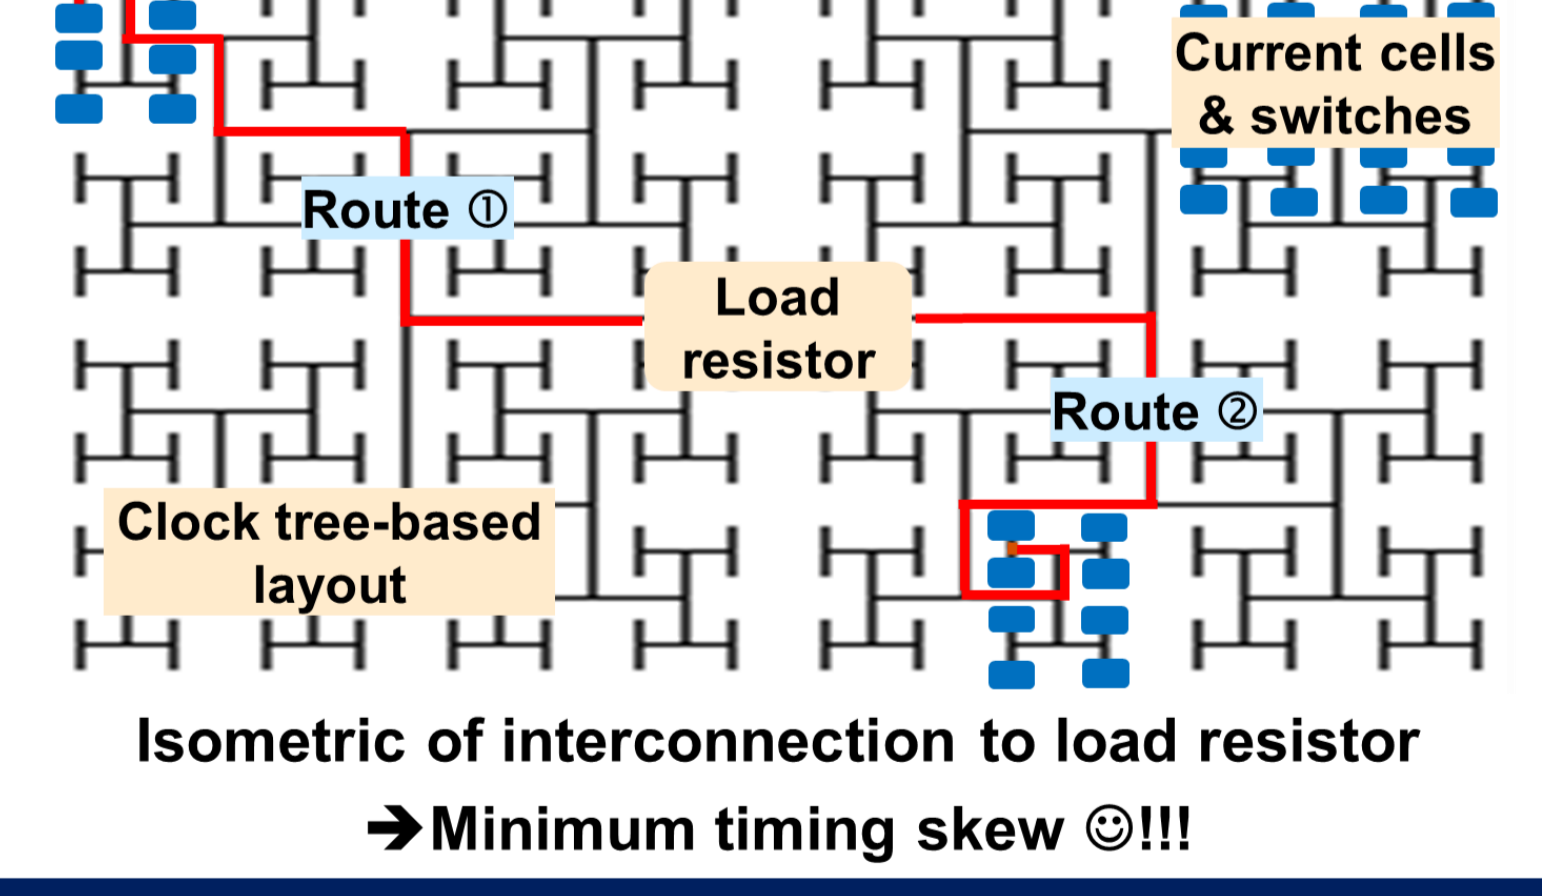 Current cells
& switches
Route ①
Load
resistor
Route ②
Clock tree-based
layout
Isometric of interconnection to load resistor
➔Minimum timing skew ☺!!!